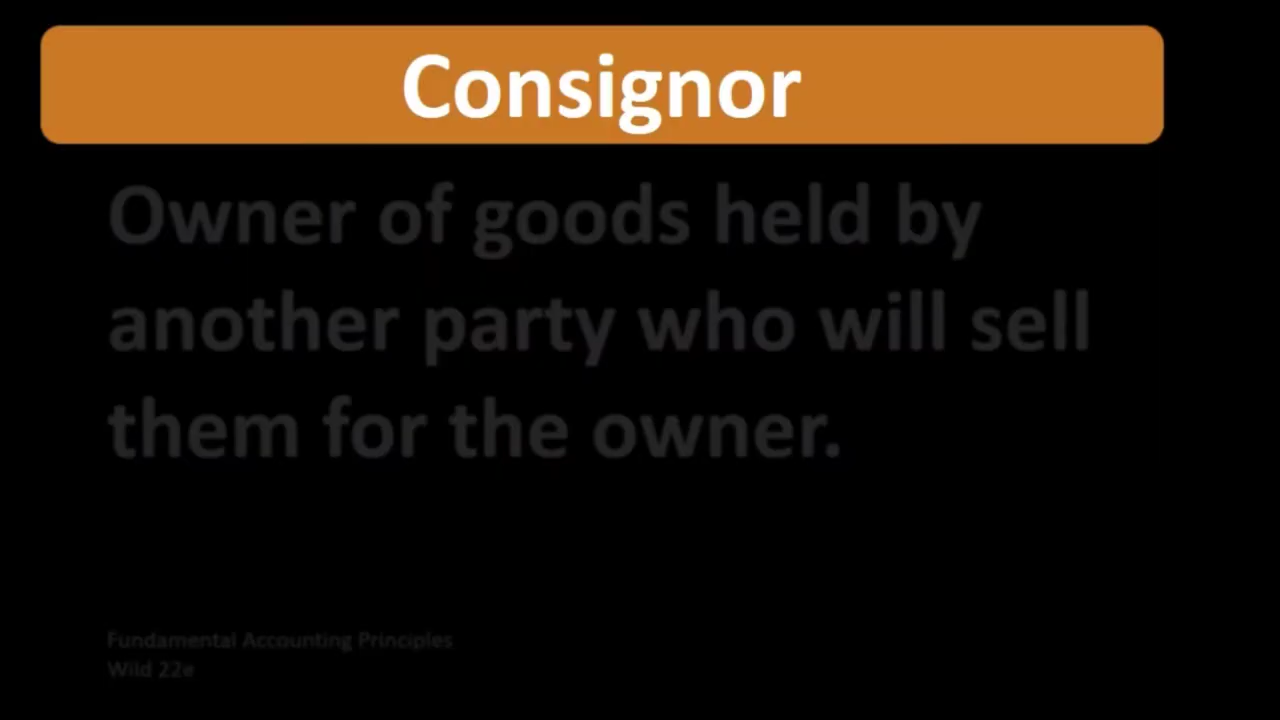 Consignor
Owner of goods held by
another party who will sell
them for the owner.
Fundamental Accounting Principles
Wild 22e